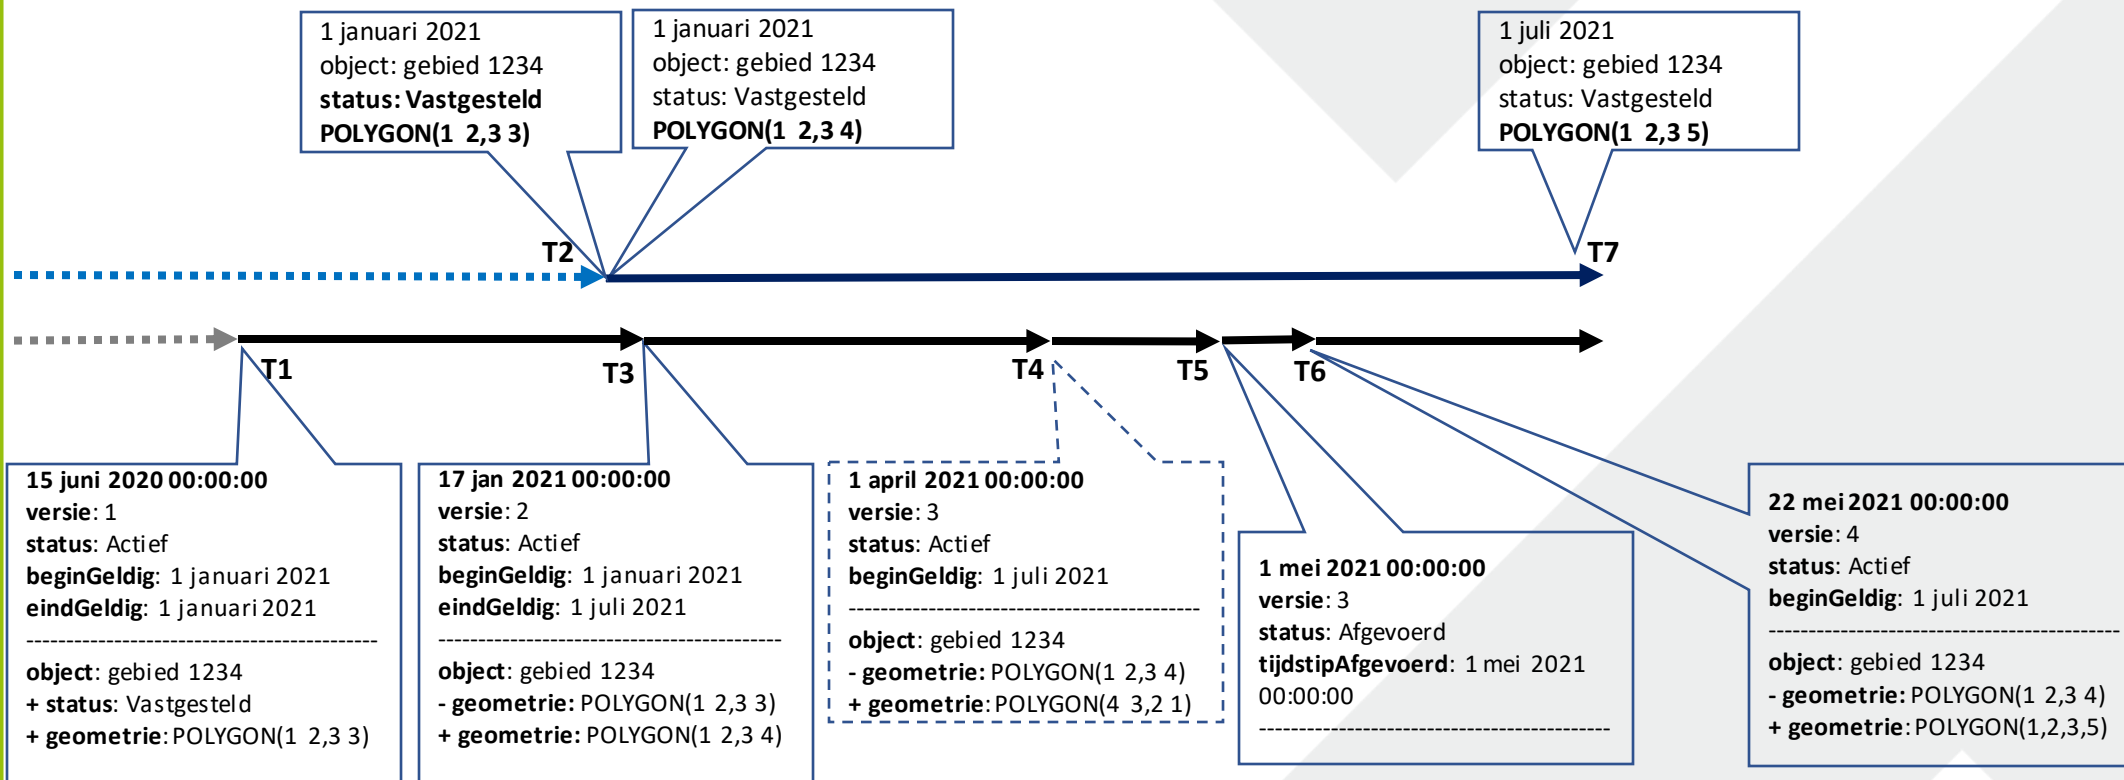 1 januari 2021
object: gebied 1234
status: Vastgesteld
POLYGON(1 2,3 3)
1 januari 2021
object: gebied 1234
status: Vastgesteld
POLYGON(1 2,3 4)
1 juli 2021
object: gebied 1234
status: Vastgesteld
POLYGON(1 2,3 5)
T2
T7
T1
T3
T4
T5
T6
15 juni 2020 00:00:00
versie: 1
status: Actief
beginGeldig: 1 januari 2021
eindGeldig: 1 januari 2021
--------------------------------------------
object: gebied 1234
+ status: Vastgesteld
+ geometrie: POLYGON(1 2,3 3)
17 jan 2021 00:00:00
versie: 2
status: Actief
beginGeldig: 1 januari 2021
eindGeldig: 1 juli 2021
--------------------------------------------
object: gebied 1234
- geometrie: POLYGON(1 2,3 3)
+ geometrie: POLYGON(1 2,3 4)
1 april 2021 00:00:00
versie: 3
status: Actief
beginGeldig: 1 juli 2021
--------------------------------------------
object: gebied 1234
- geometrie: POLYGON(1 2,3 4)
+ geometrie: POLYGON(4 3,2 1)
1 mei 2021 00:00:00
versie: 3
status: Afgevoerd
tijdstipAfgevoerd: 1 mei 2021
00:00:00
--------------------------------------------
22 mei 2021 00:00:00
versie: 4
status: Actief
beginGeldig: 1 juli 2021
--------------------------------------------
object: gebied 1234
- geometrie: POLYGON(1 2,3 4)
+ geometrie: POLYGON(1,2,3,5)